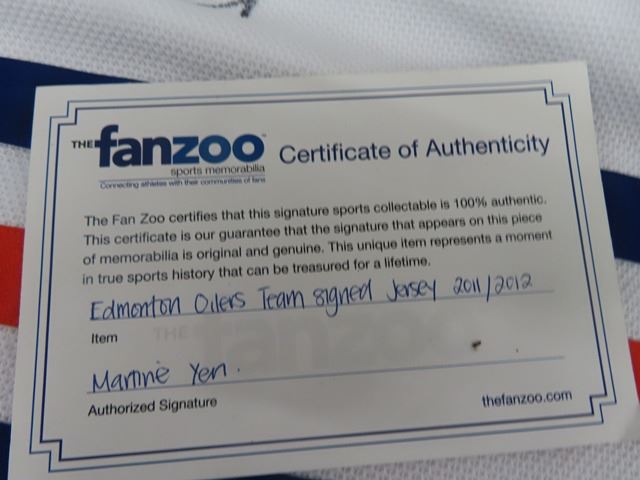 THE fanzoo™
sports memorabilia
Connecting athletes with their communities of fans
Certificate of Authenticity
The Fan Zoo certifies that this signature sports collectable is 100% authentic.
This certificate is our guarantee that the signature that appears on this piece
of memorabilia is original and genuine. This unique item represents a moment
in true sports history that can be treasured for a lifetime.
Edmonton Oilers Team signed Jersey 2011/2012
Item
THE fanzoo
Martine Yen.
Authorized Signature
thefanzoo.com